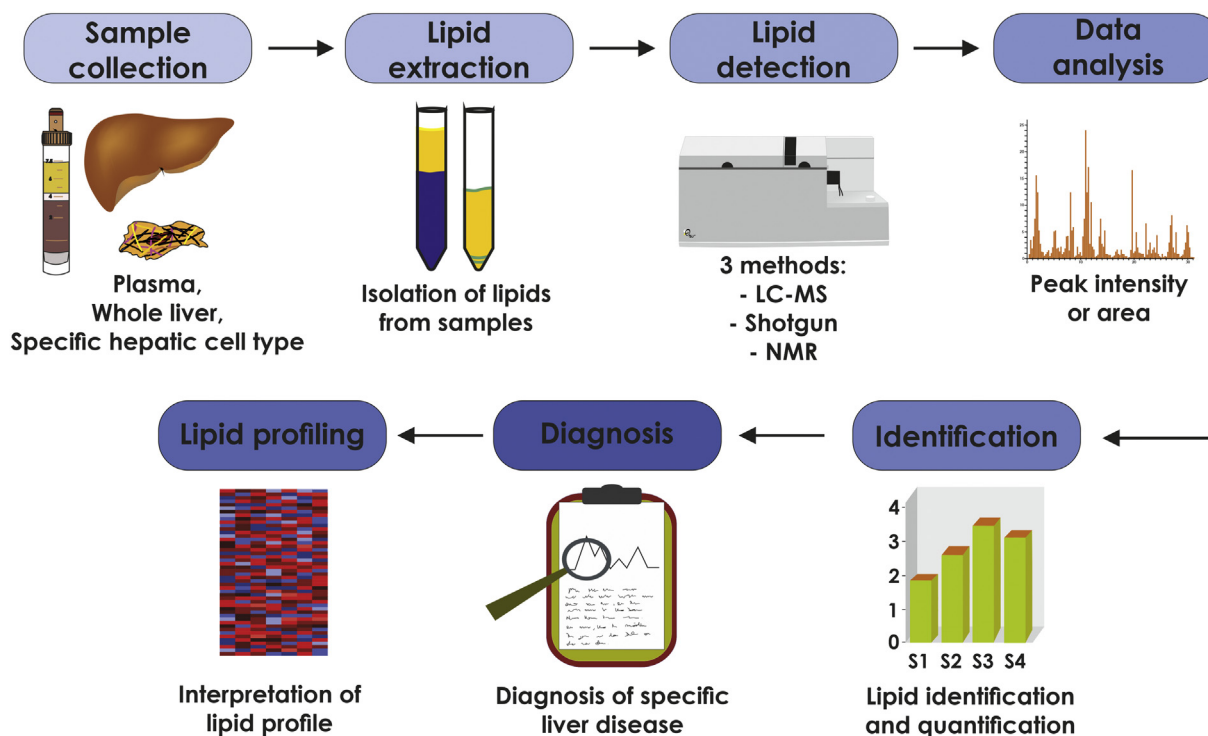 Sample
collection
Lipid
extraction
Lipid
detection
Data
analysis
Plasma,
Whole liver,
Specific hepatic cell type
Isolation of lipids
from samples
3 methods:
- LC-MS
- Shotgun
- NMR
Peak intensity
or area
Lipid profiling
Diagnosis
Identification
4
3
2
1
0
S1 S2 S3 S4
Interpretation of
lipid profile
Diagnosis of specific
liver disease
Lipid identification
and quantification